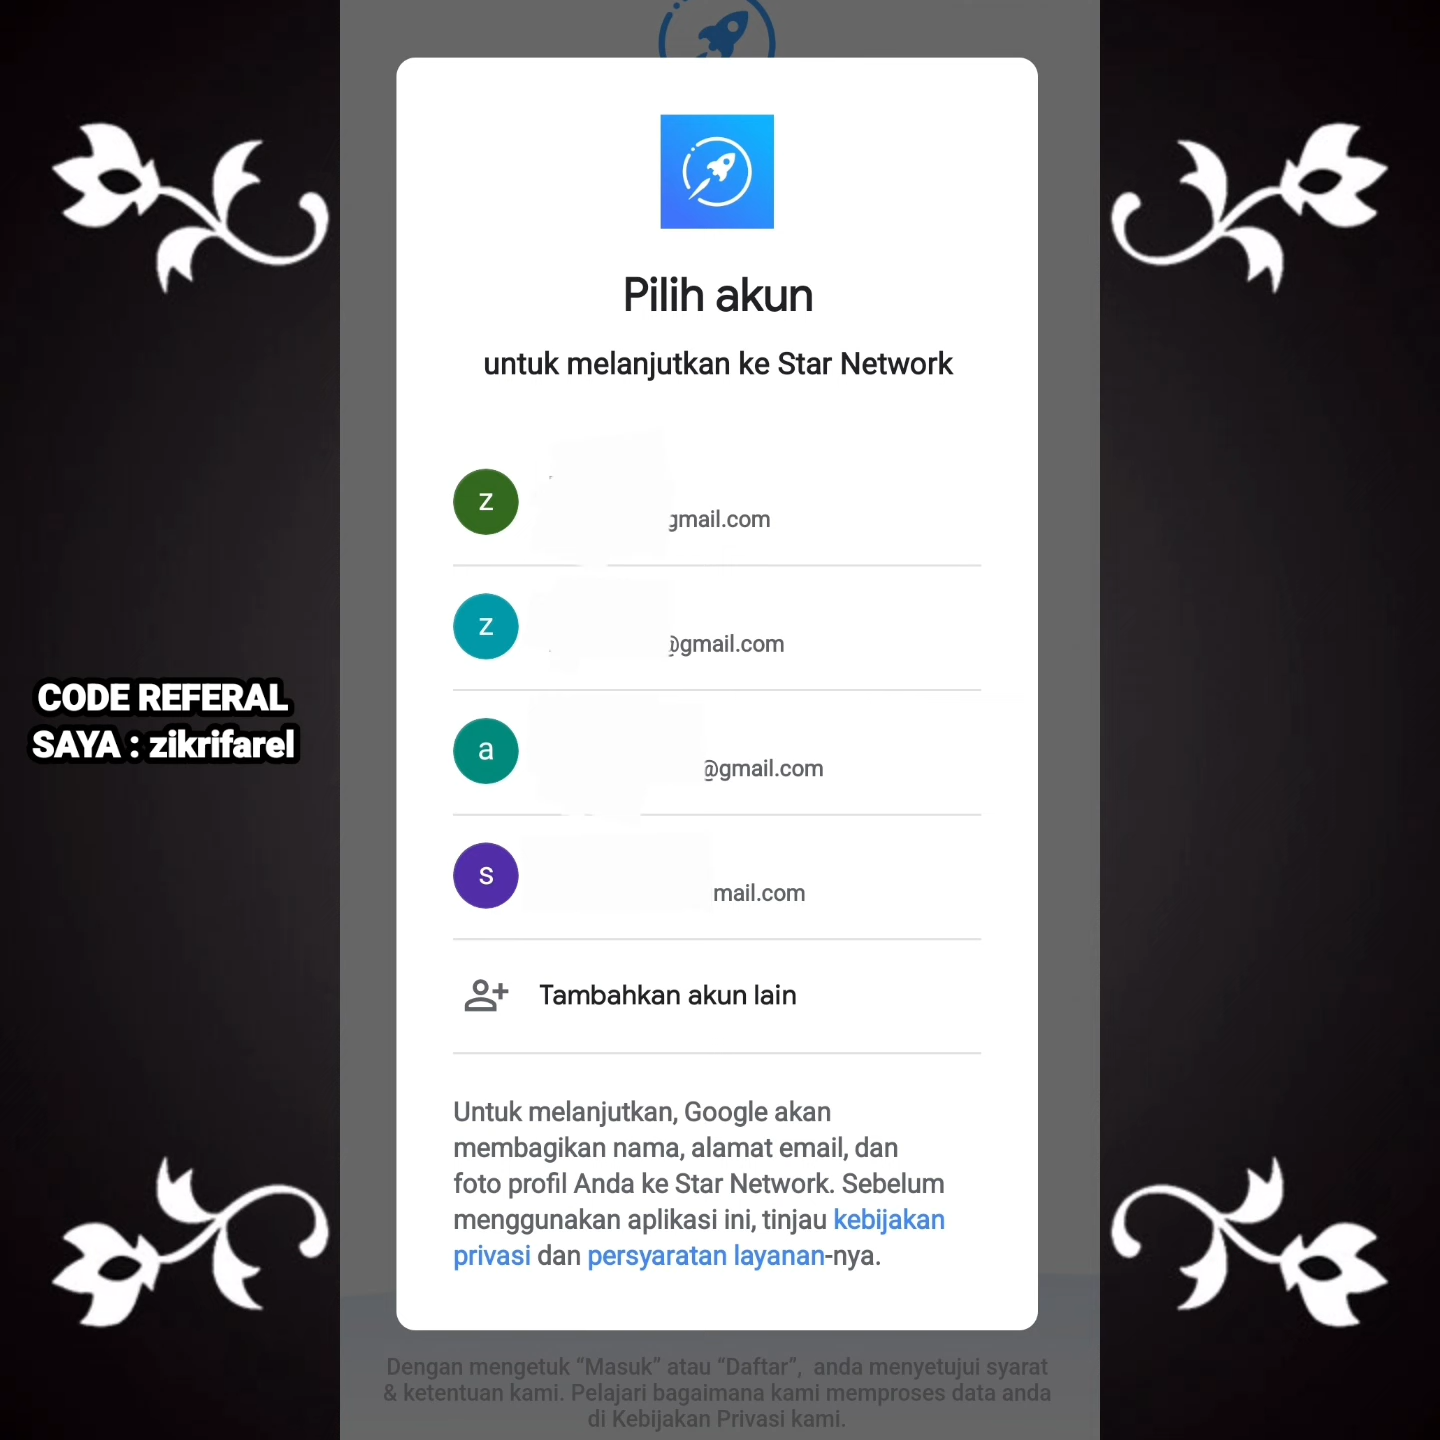 Pilih akun
untuk melanjutkan ke Star Network
z
gmail.com
z
@gmail.com
CODE REFERAL
SAYA : zikrifarel
a
@gmail.com
s
mail.com
Tambahkan akun lain
Untuk melanjutkan, Google akan
membagikan nama, alamat email, dan
foto profil Anda ke Star Network. Sebelum
menggunakan aplikasi ini, tinjau kebijakan
privasi dan persyaratan layanan-nya.
Dengan mengetuk “Masuk” atau “Daftar”, anda menyetujui syarat
& ketentuan kami. Pelajari bagaimana kami memproses data anda
di Kebijakan Privasi kami.